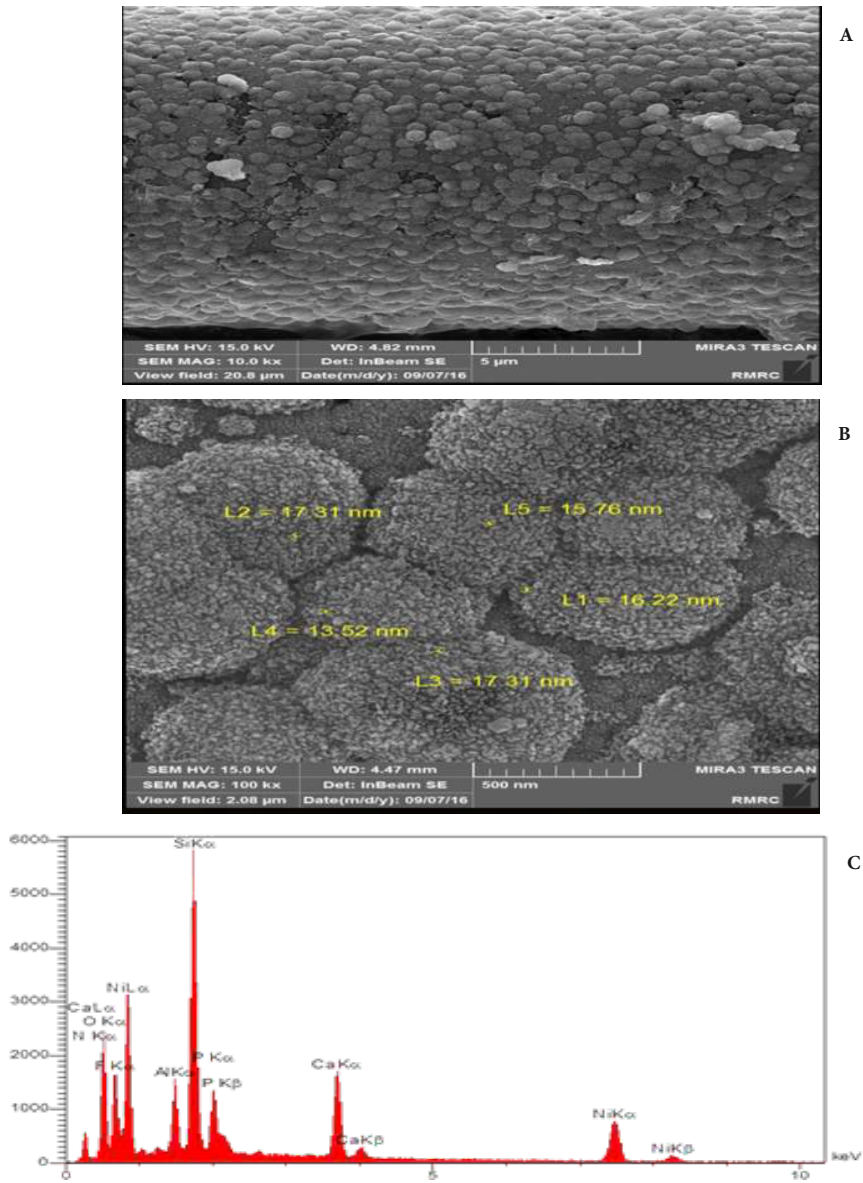 A
SEM HV: 15.0 kV WD: 4.82 mm MIRA3 TESCAN
SEM MAG: 10.0 kx Det: InBeam SE 5 µm
View field: 20.8 µm Date(m/d/y): 09/07/16 RMRC
B
L2 = 17.31 nm L5 = 15.76 nm
L1 = 16.22 nm
L4 = 13.52 nm
L3 = 17.31 nm
SEM HV: 15.0 kV WD: 4.47 mm MIRA3 TESCAN
SEM MAG: 100 kx Det: InBeam SE 500 nm
View field: 2.08 µm Date(m/d/y): 09/07/16 RMRC
C
6000
SiKα
5000
4000
3000
NiLα
CaLα
O Kα
N Kα
2000
F Kα
AlKα
P Kα
P Kβ
CaKα
1000
CaKβ
NiKα
NiKβ
0
0 5 10 keV